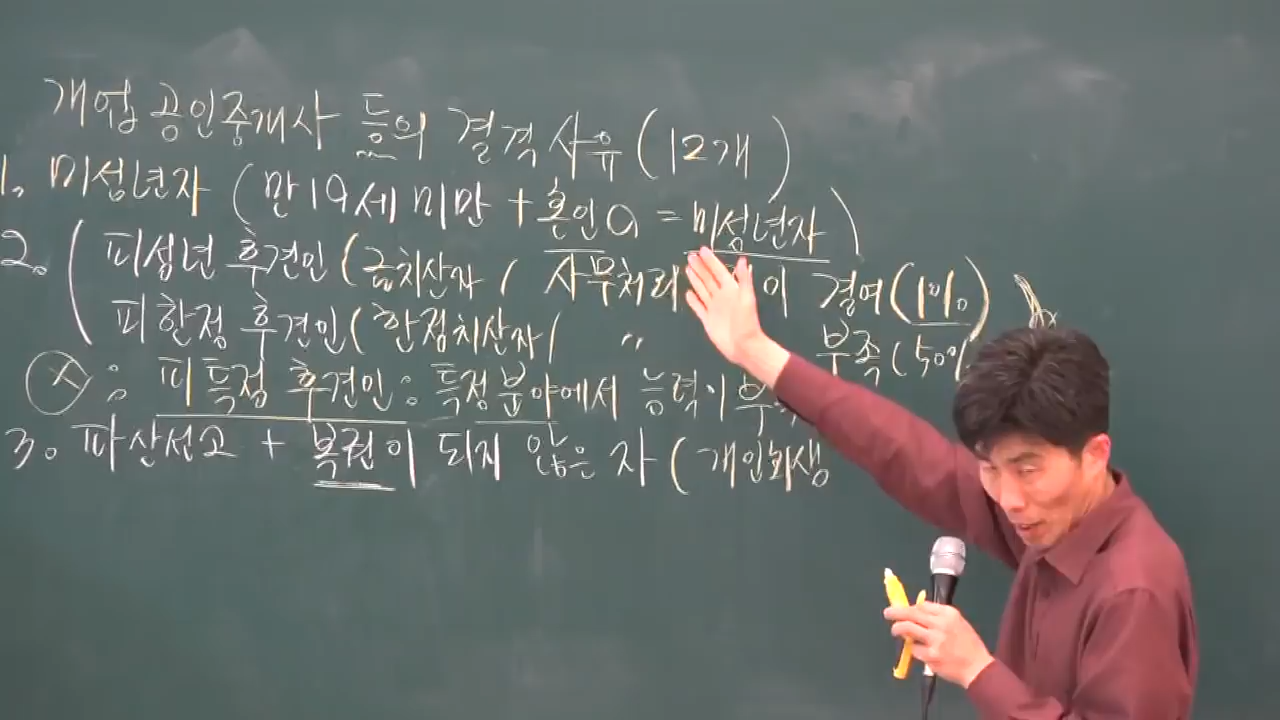 개업 공인중개사 등의 결격사유 (12개)
1. 미성년자 (만19세 미만 + 혼인O = 미성년자)
2. ( 피성년 후견인 (금치산자 / 사무처리 이 결여 (1%)
피한정 후견인 (한정치산자 / 〃 부족 (50%
X : 피특정 후견인 : 특정분야에서 능력이
3. 파산선고 + 복권이 되지 않은 자 (개인회생